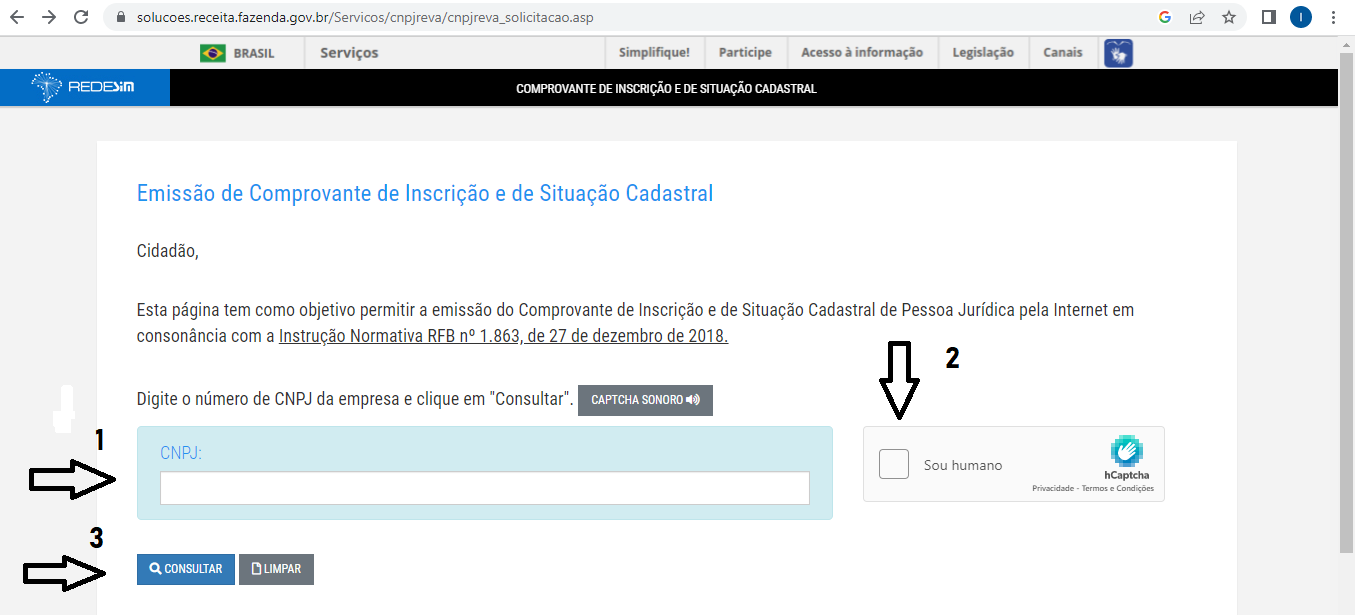 solucoes.receita.fazenda.gov.br/Servicos/cnpjreva/cnpjreva_solicitacao.asp
G
I
BRASIL
Serviços
Simplifique!
Participe
Acesso à informação
Legislação
Canais
REDESIM
COMPROVANTE DE INSCRIÇÃO E DE SITUAÇÃO CADASTRAL
Emissão de Comprovante de Inscrição e de Situação Cadastral
Cidadão,
Esta página tem como objetivo permitir a emissão do Comprovante de Inscrição e de Situação Cadastral de Pessoa Jurídica pela Internet em
consonância com a Instrução Normativa RFB nº 1.863, de 27 de dezembro de 2018.
2
Digite o número de CNPJ da empresa e clique em "Consultar".
CAPTCHA SONORO
1
CNPJ:
Sou humano
hCaptcha
Privacidade - Termos e Condições
3
CONSULTAR
LIMPAR